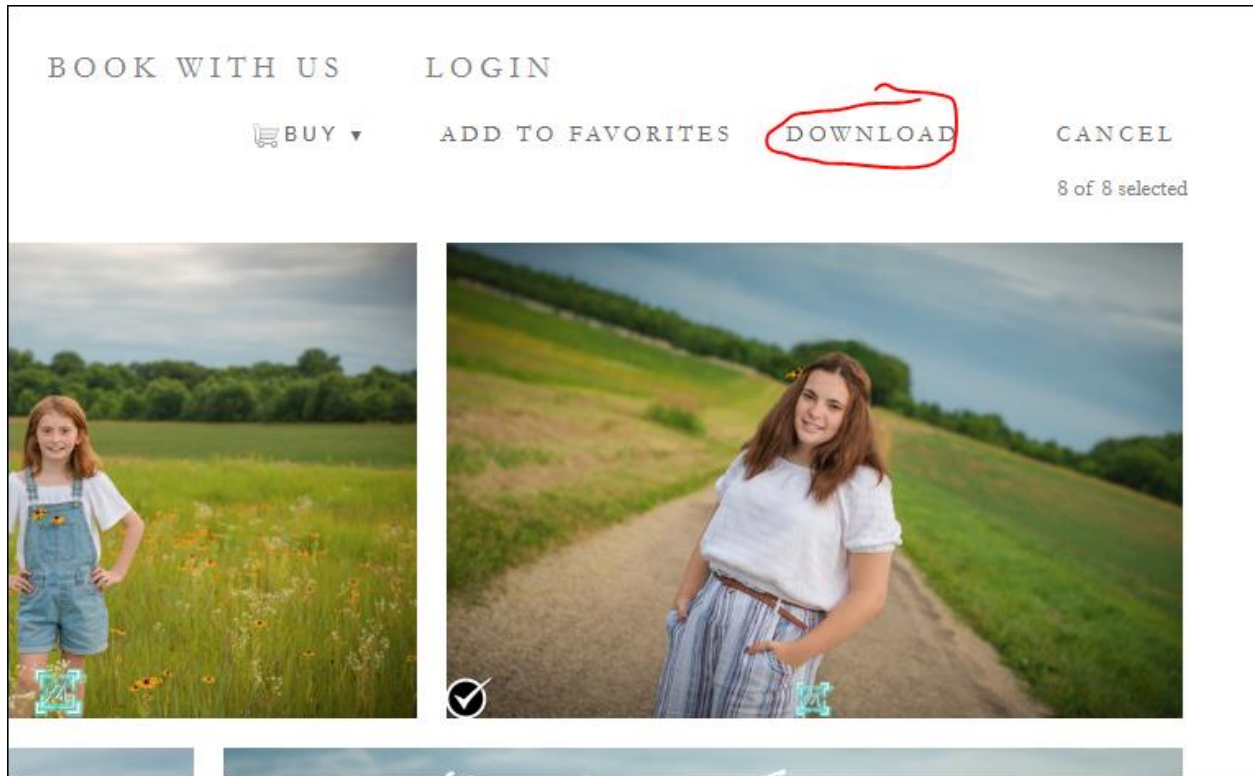 BOOK WITH US LOGIN
BUY ▾ ADD TO FAVORITES DOWNLOAD CANCEL
8 of 8 selected